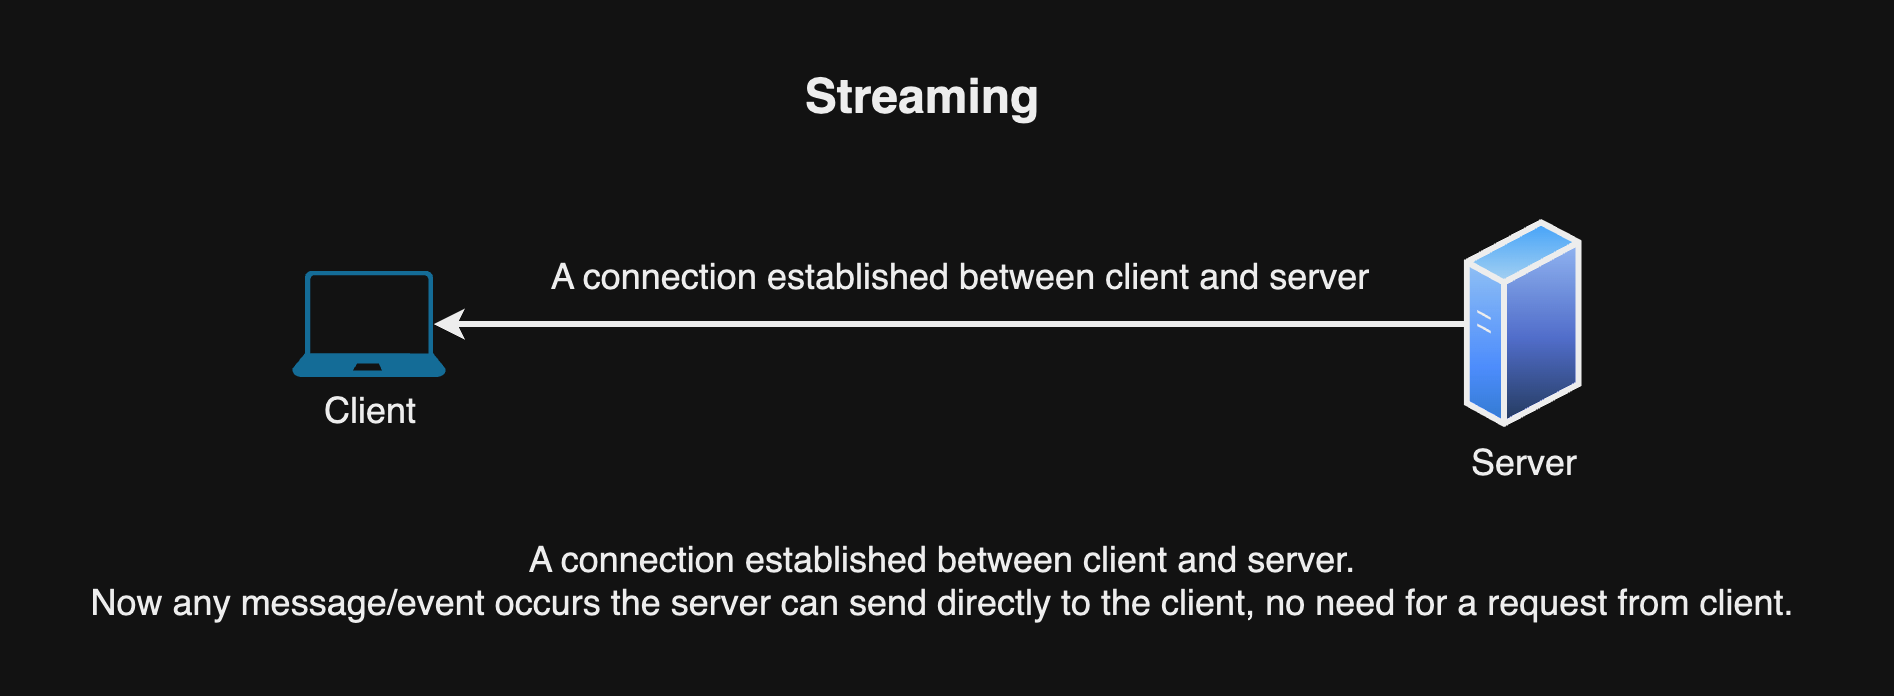 Streaming
A connection established between client and server
Client
Server
A connection established between client and server.
Now any message/event occurs the server can send directly to the client, no need for a request from client.